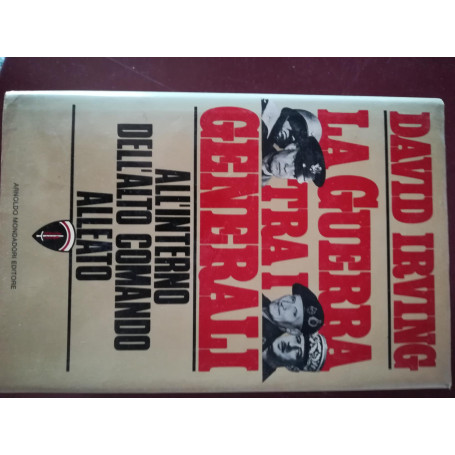 DAVID IRVING
LA GUERRA
TRA I
GENERALI
ALL'INTERNO
DELL'ALTO COMANDO
ALLEATO
ARNOLDO MONDADORI EDITORE